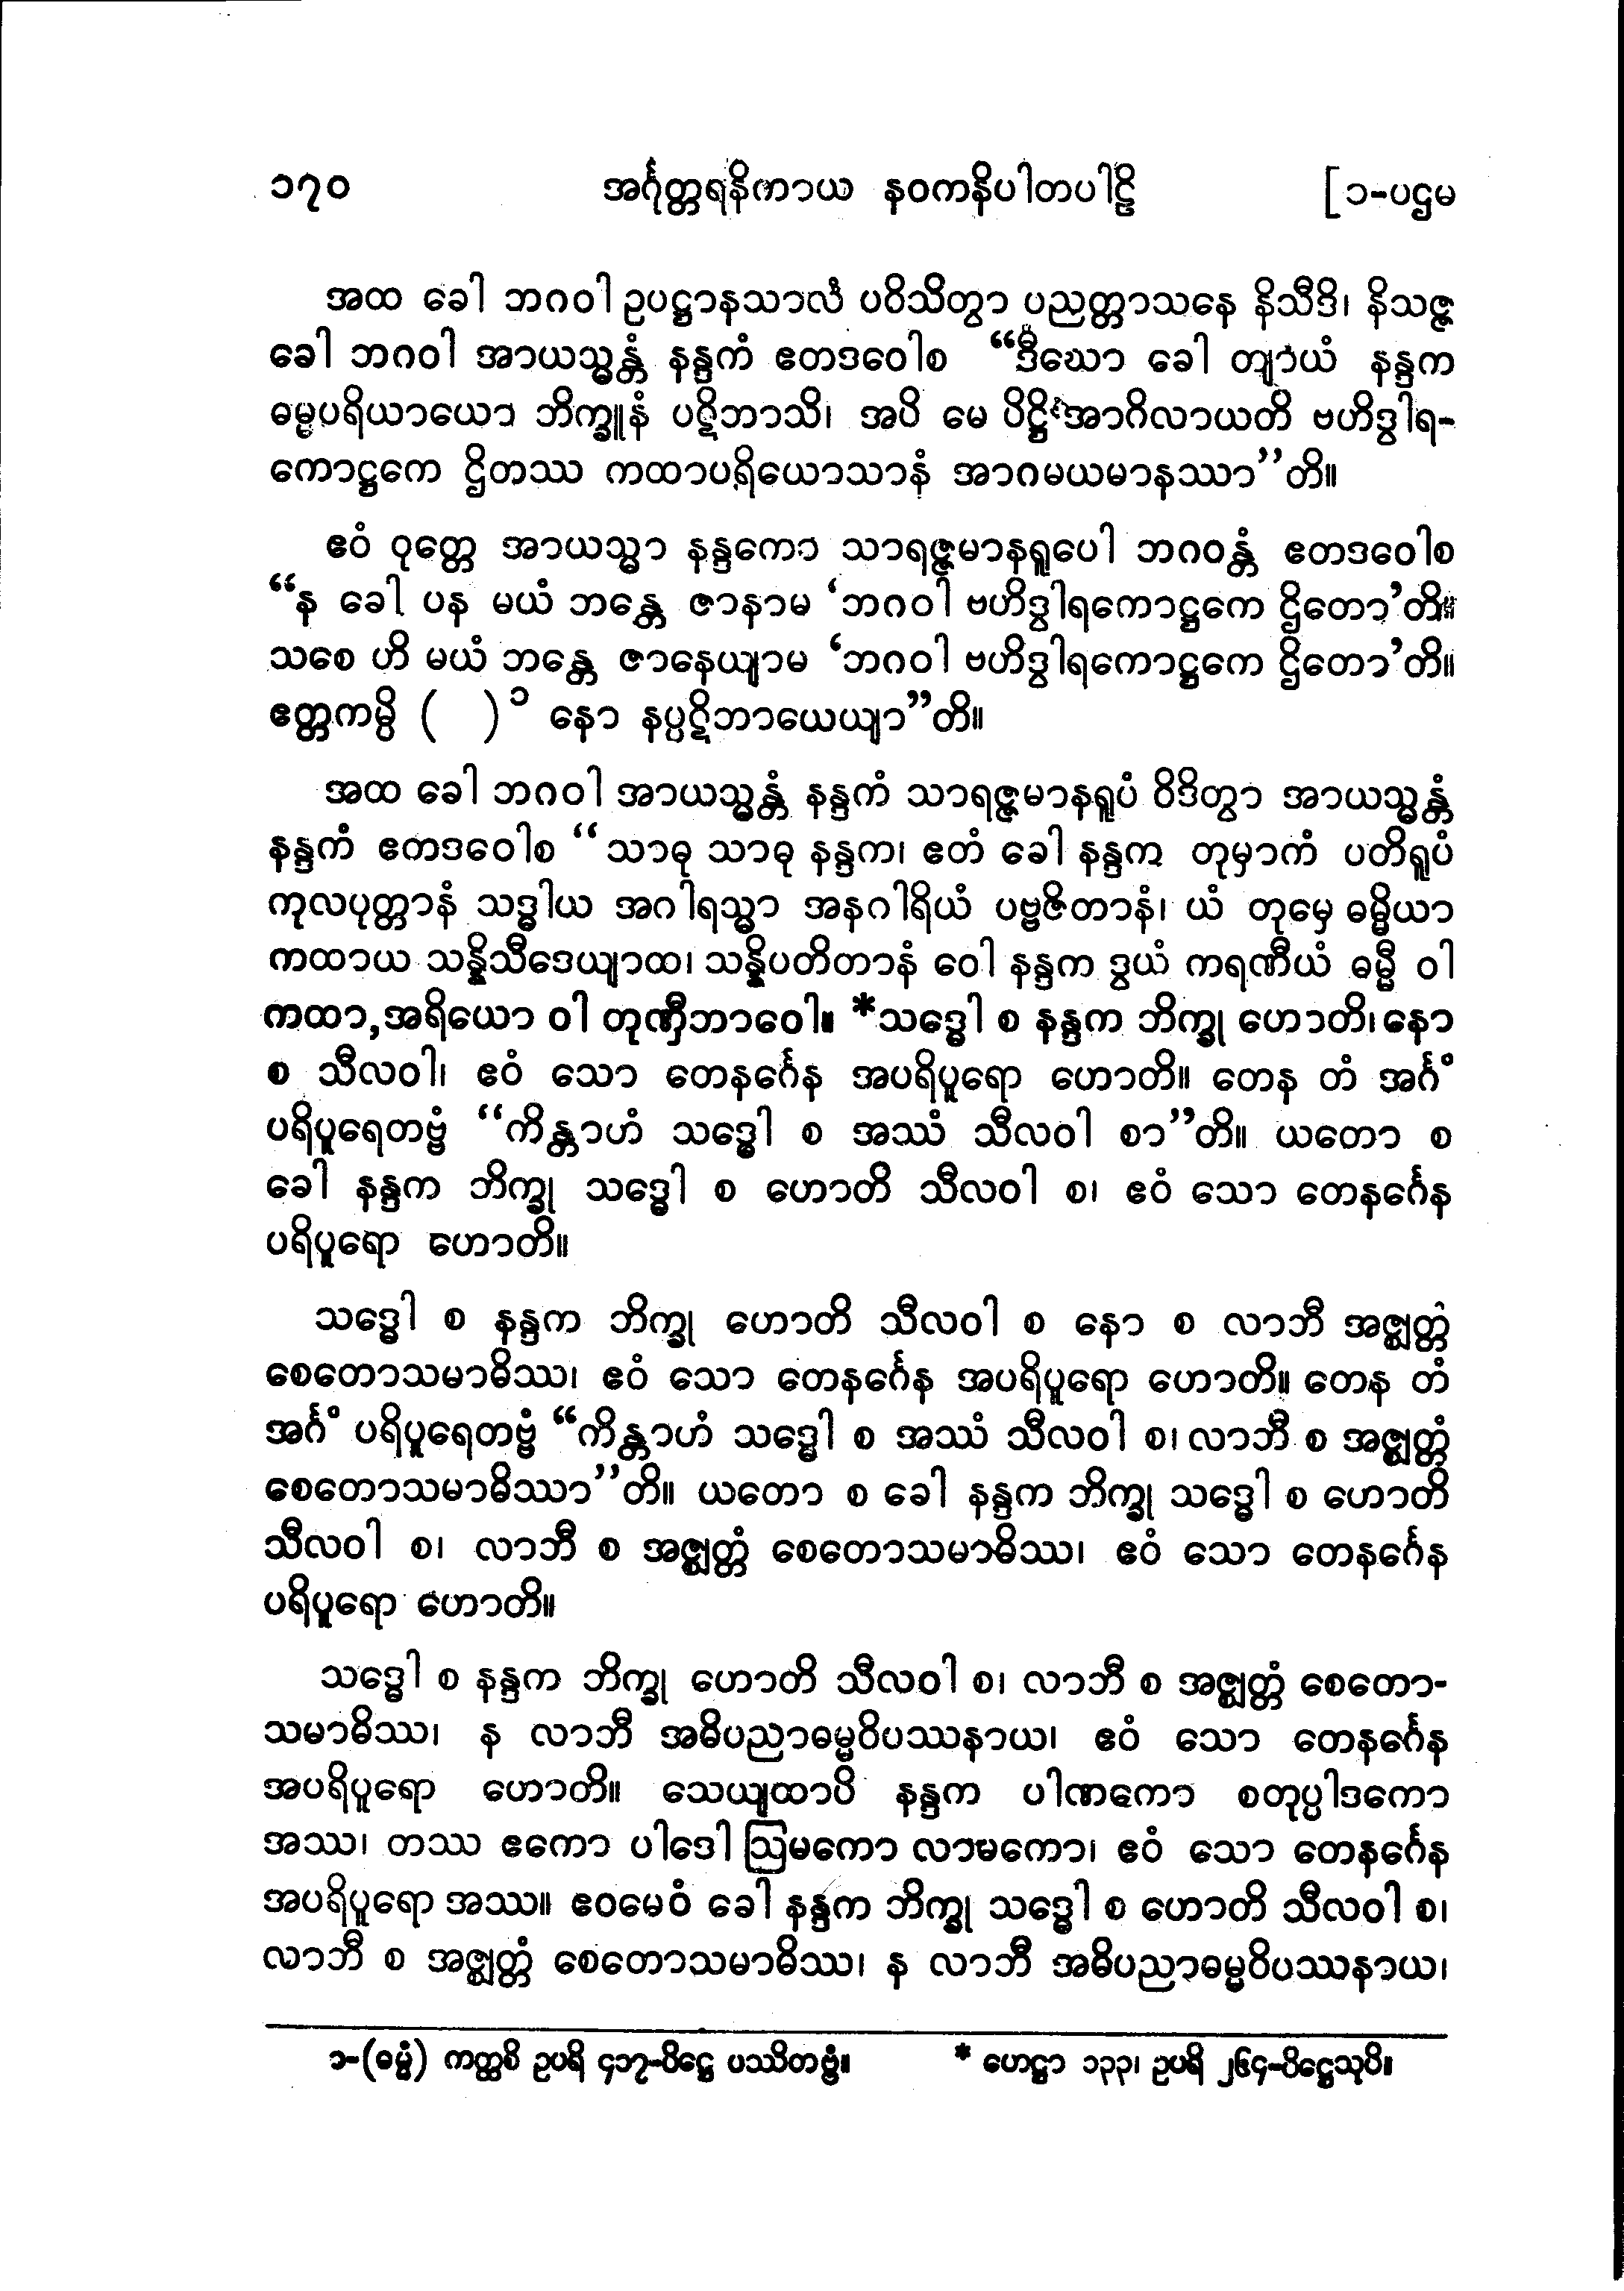 ၁၇၀ အင်္ဂုတ္တရနိကာယ နဝကနိပါတပါဠိ [၁-ပဌမ
အထ ခေါ ဘဂဝါ ဥပဋ္ဌာနသာလံ ပဝိသိတွာ ပညတ္တာသနေ နိသီဒိ၊ နိသဇ္ဇ
ခေါ ဘဂဝါ အာယသ္မန္တံ နန္ဒကံ ဧတဒဝေါစ “ဒီဃော ခေါ တျာယံ နန္ဒက
ဓမ္မပရိယာယော ဘိက္ခူနံ ပဋိဘာသိ၊ အပိ မေ ပိဋ္ဌိ အာဂိလာယတိ ဗဟိဒွါရ-
ကောဋ္ဌကေ ဌိတဿ ကထာပရိယောသာနံ အာဂမယမာနဿာ”တိ။
ဧဝံ ဝုတ္တေ အာယသ္မာ နန္ဒကော သာရဇ္ဇမာနရူပေါ ဘဂဝန္တံ ဧတဒဝေါစ
“န ခေါ ပန မယံ ဘန္တေ ဇာနာမ ‘ဘဂဝါ ဗဟိဒွါရကောဋ္ဌကေ ဌိတော’တိ။
သစေ ဟိ မယံ ဘန္တေ ဇာနေယျာမ ‘ဘဂဝါ ဗဟိဒွါရကောဋ္ဌကေ ဌိတော’တိ။
ဧတ္တကမ္ပိ ( )၁ နော နပ္ပဋိဘာယေယျာ”တိ။
အထ ခေါ ဘဂဝါ အာယသ္မန္တံ နန္ဒကံ သာရဇ္ဇမာနရူပံ ဝိဒိတွာ အာယသ္မန္တံ
နန္ဒကံ ဧတဒဝေါစ “သာဓု သာဓု နန္ဒက၊ ဧတံ ခေါ နန္ဒက တုမှာကံ ပတိရူပံ
ကုလပုတ္တာနံ သဒ္ဓါယ အဂါရသ္မာ အနဂါရိယံ ပဗ္ဗဇိတာနံ၊ ယံ တုမှေ ဓမ္မိယာ
ကထာယ သန္နိသီဒေယျာထ၊ သန္နိပတိတာနံ ဝေါ နန္ဒက ဒွယံ ကရဏီယံ ဓမ္မီ ဝါ
ကထာ,အရိယော ဝါ တုဏှီဘာဝေါ။ *သဒ္ဓေါ စ နန္ဒက ဘိက္ခု ဟောတိ၊ နော
စ သီလဝါ၊ ဧဝံ သော တေနင်္ဂေန အပရိပူရော ဟောတိ။ တေန တံ အင်္ဂံ
ပရိပူရေတဗ္ဗံ “ကိန္တာဟံ သဒ္ဓေါ စ အဿံ သီလဝါ စာ”တိ။ ယတော စ
ခေါ နန္ဒက ဘိက္ခု သဒ္ဓေါ စ ဟောတိ သီလဝါ စ၊ ဧဝံ သော တေနင်္ဂေန
ပရိပူရော ဟောတိ။
သဒ္ဓေါ စ နန္ဒက ဘိက္ခု ဟောတိ သီလဝါ စ နော စ လာဘီ အဇ္ဈတ္တံ
စေတောသမာဓိဿ၊ ဧဝံ သော တေနင်္ဂေန အပရိပူရော ဟောတိ။ တေန တံ
အင်္ဂံ ပရိပူရေတဗ္ဗံ “ကိန္တာဟံ သဒ္ဓေါ စ အဿံ သီလဝါ စ၊ လာဘီ စ အဇ္ဈတ္တံ
စေတောသမာဓိဿာ”တိ။ ယတော စ ခေါ နန္ဒက ဘိက္ခု သဒ္ဓေါ စ ဟောတိ
သီလဝါ စ၊ လာဘီ စ အဇ္ဈတ္တံ စေတောသမာဓိဿ၊ ဧဝံ သော တေနင်္ဂေန
ပရိပူရော ဟောတိ။
သဒ္ဓေါ စ နန္ဒက ဘိက္ခု ဟောတိ သီလဝါ စ၊ လာဘီ စ အဇ္ဈတ္တံ စေတော-
သမာဓိဿ၊ န လာဘီ အဓိပညာဓမ္မဝိပဿနာယ၊ ဧဝံ သော တေနင်္ဂေန
အပရိပူရော ဟောတိ။ သေယျထာပိ နန္ဒက ပါဏကော စတုပ္ပါဒကော
အဿ၊ တဿ ဧကော ပါဒေါ ဩမကော လာမကော၊ ဧဝံ သော တေနင်္ဂေန
အပရိပူရော အဿ။ ဧဝမေဝံ ခေါ နန္ဒက ဘိက္ခု သဒ္ဓေါ စ ဟောတိ သီလဝါ စ၊
လာဘီ စ အဇ္ဈတ္တံ စေတောသမာဓိဿ၊ န လာဘီ အဓိပညာဓမ္မဝိပဿနာယ၊
၁-(ဓမ္မံ) ကတ္ထစိ ဥပရိ ၄၁၇-ပိဋ္ဌေ ပဿိတဗ္ဗံ။ * ဟေဋ္ဌာ ၁၃၃၊ ဥပရိ ၂၆၄-ပိဋ္ဌေသုပိ။